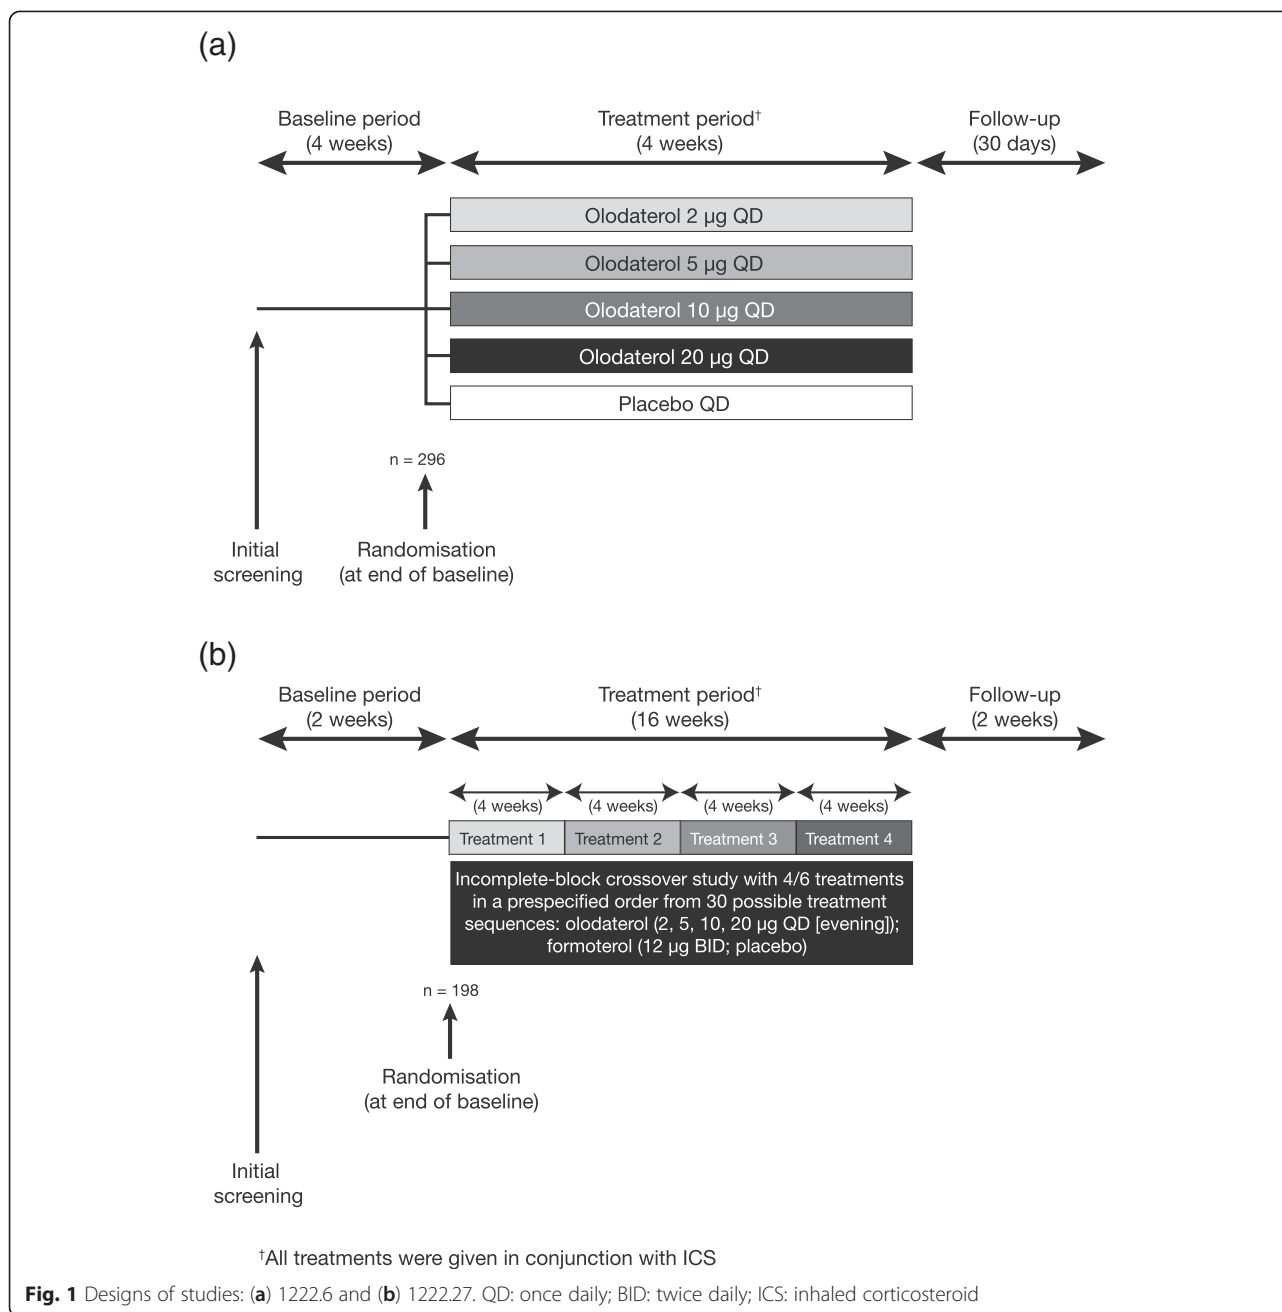 (a)
Baseline period
(4 weeks)
Treatment period†
(4 weeks)
Follow-up
(30 days)
Olodaterol 2 µg QD
Olodaterol 5 µg QD
Olodaterol 10 µg QD
Olodaterol 20 µg QD
Placebo QD
n = 296
Initial
screening
Randomisation
(at end of baseline)
(b)
Baseline period
(2 weeks)
Treatment period†
(16 weeks)
Follow-up
(2 weeks)
(4 weeks)
(4 weeks)
(4 weeks)
(4 weeks)
Treatment 1
Treatment 2
Treatment 3
Treatment 4
Incomplete-block crossover study with 4/6 treatments
in a prespecified order from 30 possible treatment
sequences: olodaterol (2, 5, 10, 20 µg QD [evening]);
formoterol (12 µg BID; placebo)
n = 198
Randomisation
(at end of baseline)
Initial
screening
†All treatments were given in conjunction with ICS
Fig. 1 Designs of studies: (a) 1222.6 and (b) 1222.27. QD: once daily; BID: twice daily; ICS: inhaled corticosteroid